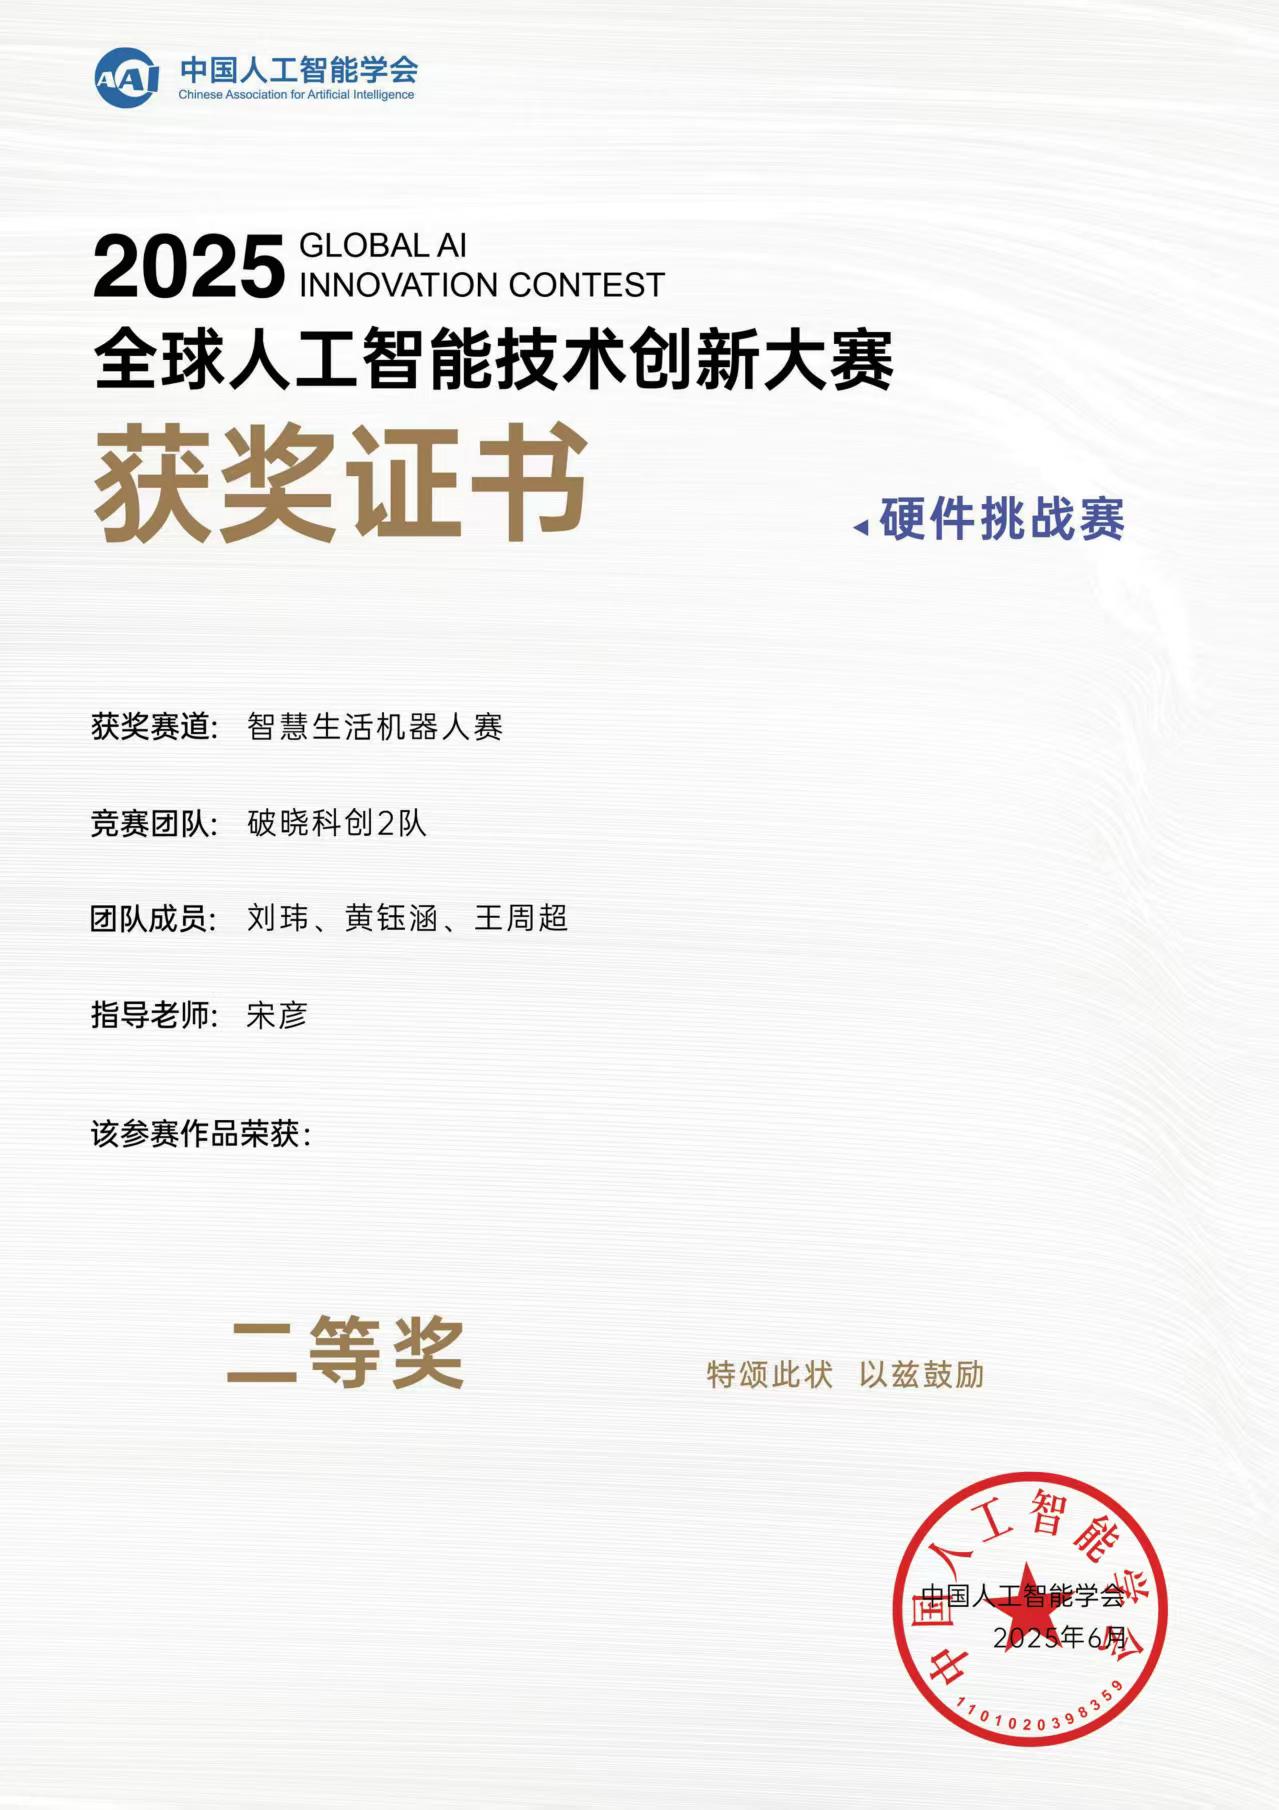 AAI
中国人工智能学会
Chinese Association for Artificial Intelligence
2025 GLOBAL AI
INNOVATION CONTEST
全球人工智能技术创新大赛
获奖证书
硬件挑战赛
获奖赛道: 智慧生活机器人赛
竞赛团队: 破晓科创2队
团队成员: 刘玮、黄钰涵、王周超
指导老师: 宋彦
该参赛作品荣获:
二等奖
特颂此状 以兹鼓励
中国人工智能学会
中国人工智能学会
2025年6月
1101020398359